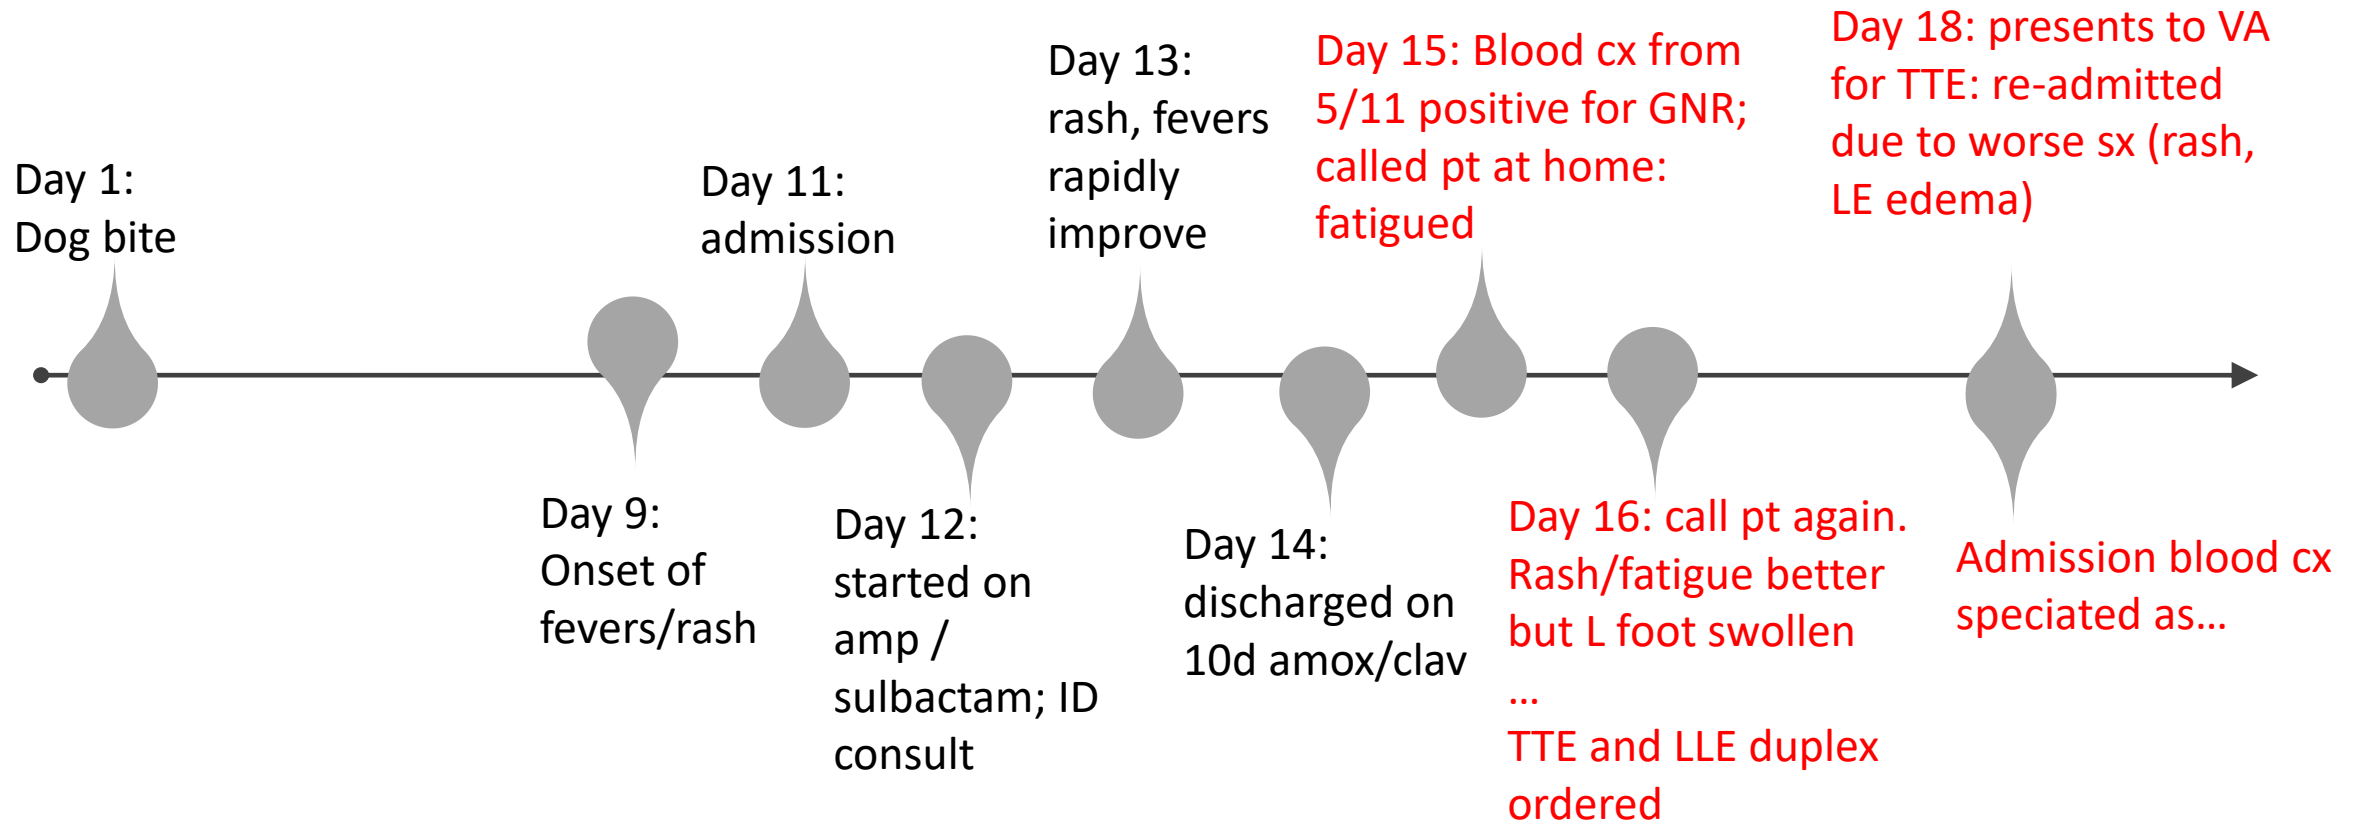 Day 1:
Dog bite
Day 9:
Onset of
fevers/rash
Day 11:
admission
Day 12:
started on
amp /
sulbactam; ID
consult
Day 13:
rash, fevers
rapidly
improve
Day 14:
discharged on
10d amox/clav
Day 15: Blood cx from
5/11 positive for GNR;
called pt at home:
fatigued
Day 16: call pt again.
Rash/fatigue better
but L foot swollen
...
TTE and LLE duplex
ordered
Day 18: presents to VA
for TTE: re-admitted
due to worse sx (rash,
LE edema)
Admission blood cx
speciated as...